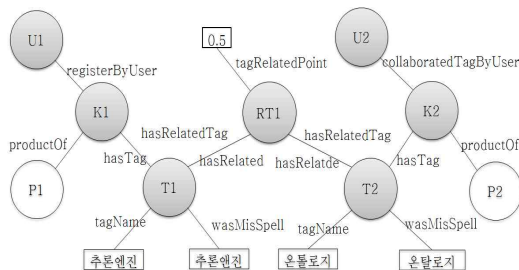 U1
0.5
U2
registerByUser
tagRelatedPoint
collaboratedTagByUser
K1
RT1
K2
productOf
hasRelatedTag
hasRelatedTag
productOf
hasTag
hasRelated
hasRelatde
hasTag
P1
T1
T2
P2
tagName
wasMisSpell
tagName
wasMisSpell
추론엔진
추론앤진
온톨로지
온탈로지